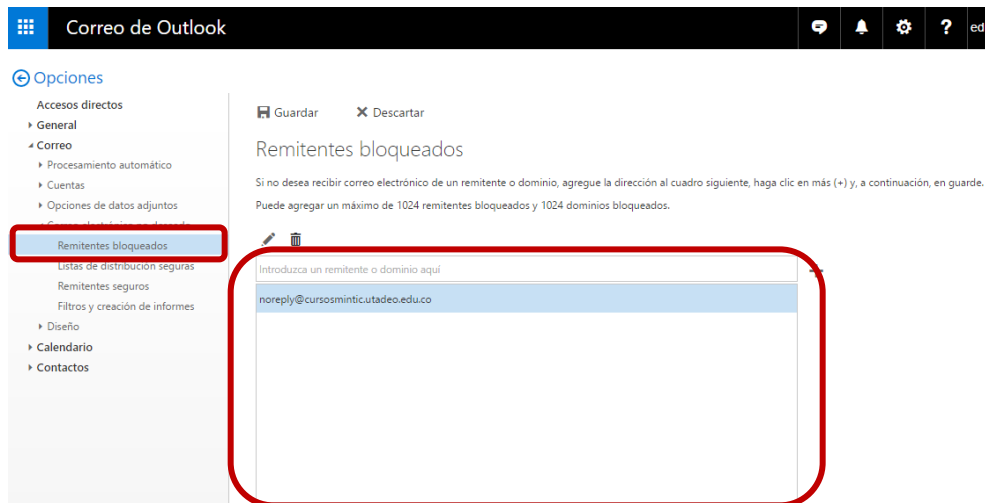 Correo de Outlook
? ed
Opciones
Accesos directos
General
Correo
Procesamiento automático
Cuentas
Opciones de datos adjuntos
Correo electrónico no deseado
Remitentes bloqueados
Listas de distribución seguras
Remitentes seguros
Filtros y creación de informes
Diseño
Calendario
Contactos
Guardar Descartar
Remitentes bloqueados
Si no desea recibir correo electrónico de un remitente o dominio, agregue la dirección al cuadro siguiente, haga clic en más (+) y, a continuación, en guarde.
Puede agregar un máximo de 1024 remitentes bloqueados y 1024 dominios bloqueados.
Introduzca un remitente o dominio aquí
noreply@cursosmintic.utadeo.edu.co